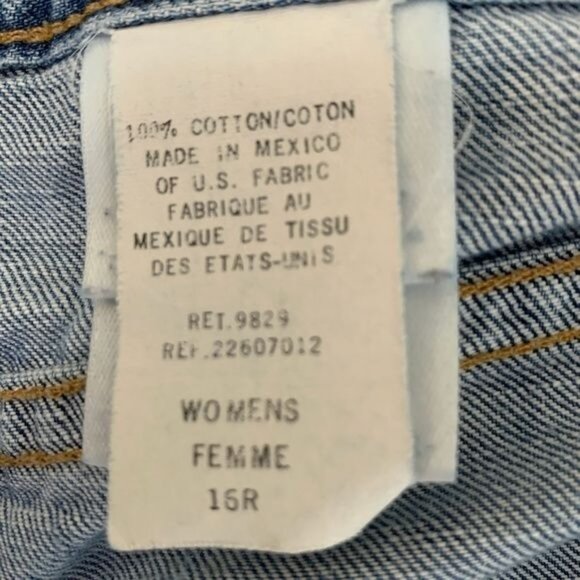 100% COTTON/COTON
MADE IN MEXICO
OF U.S. FABRIC
FABRIQUE AU
MEXIQUE DE TISSU
DES ETATS-UNIS
RET.9829
REF.22607012
WOMENS
FEMME
16R